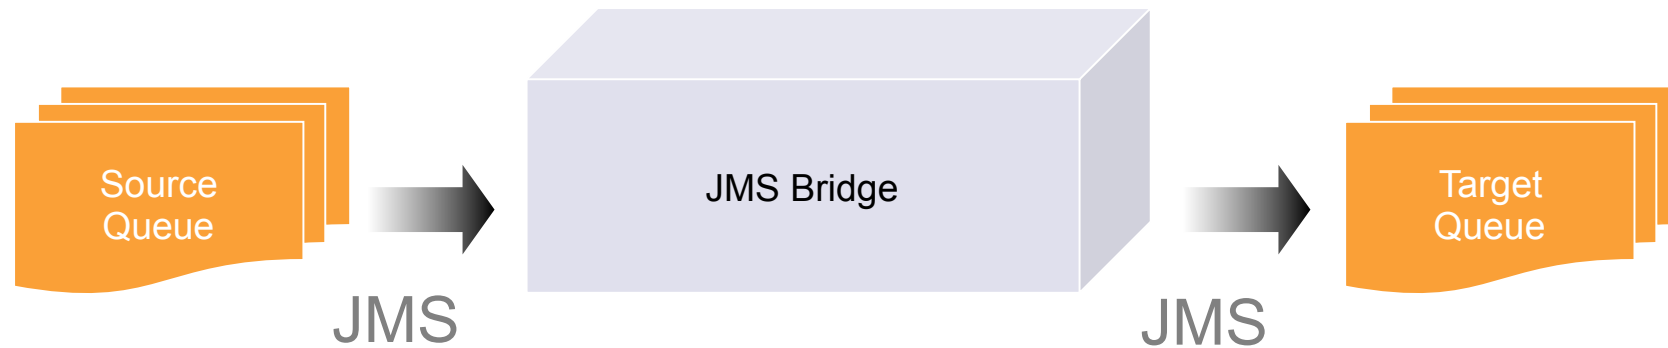 Source
Queue
JMS
JMS Bridge
JMS
Target
Queue